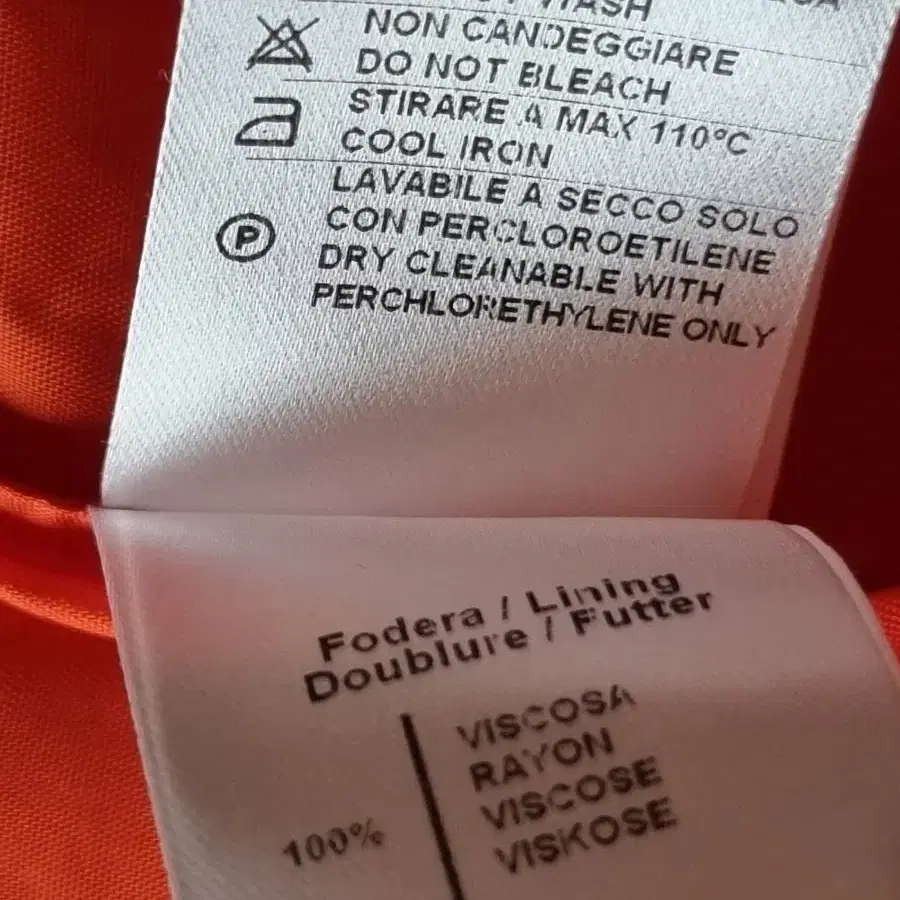 WASH
NON CANDEGGIARE
DO NOT BLEACH
STIRARE A MAX 110°C
COOL IRON
LAVABILE A SECCO SOLO
CON PERCLOROETILENE
DRY CLEANABLE WITH
PERCHLORETHYLENE ONLY
P
Fodera / Lining
Doublure / Futter
100%
VISCOSA
RAYON
VISCOSE
VISKOSE